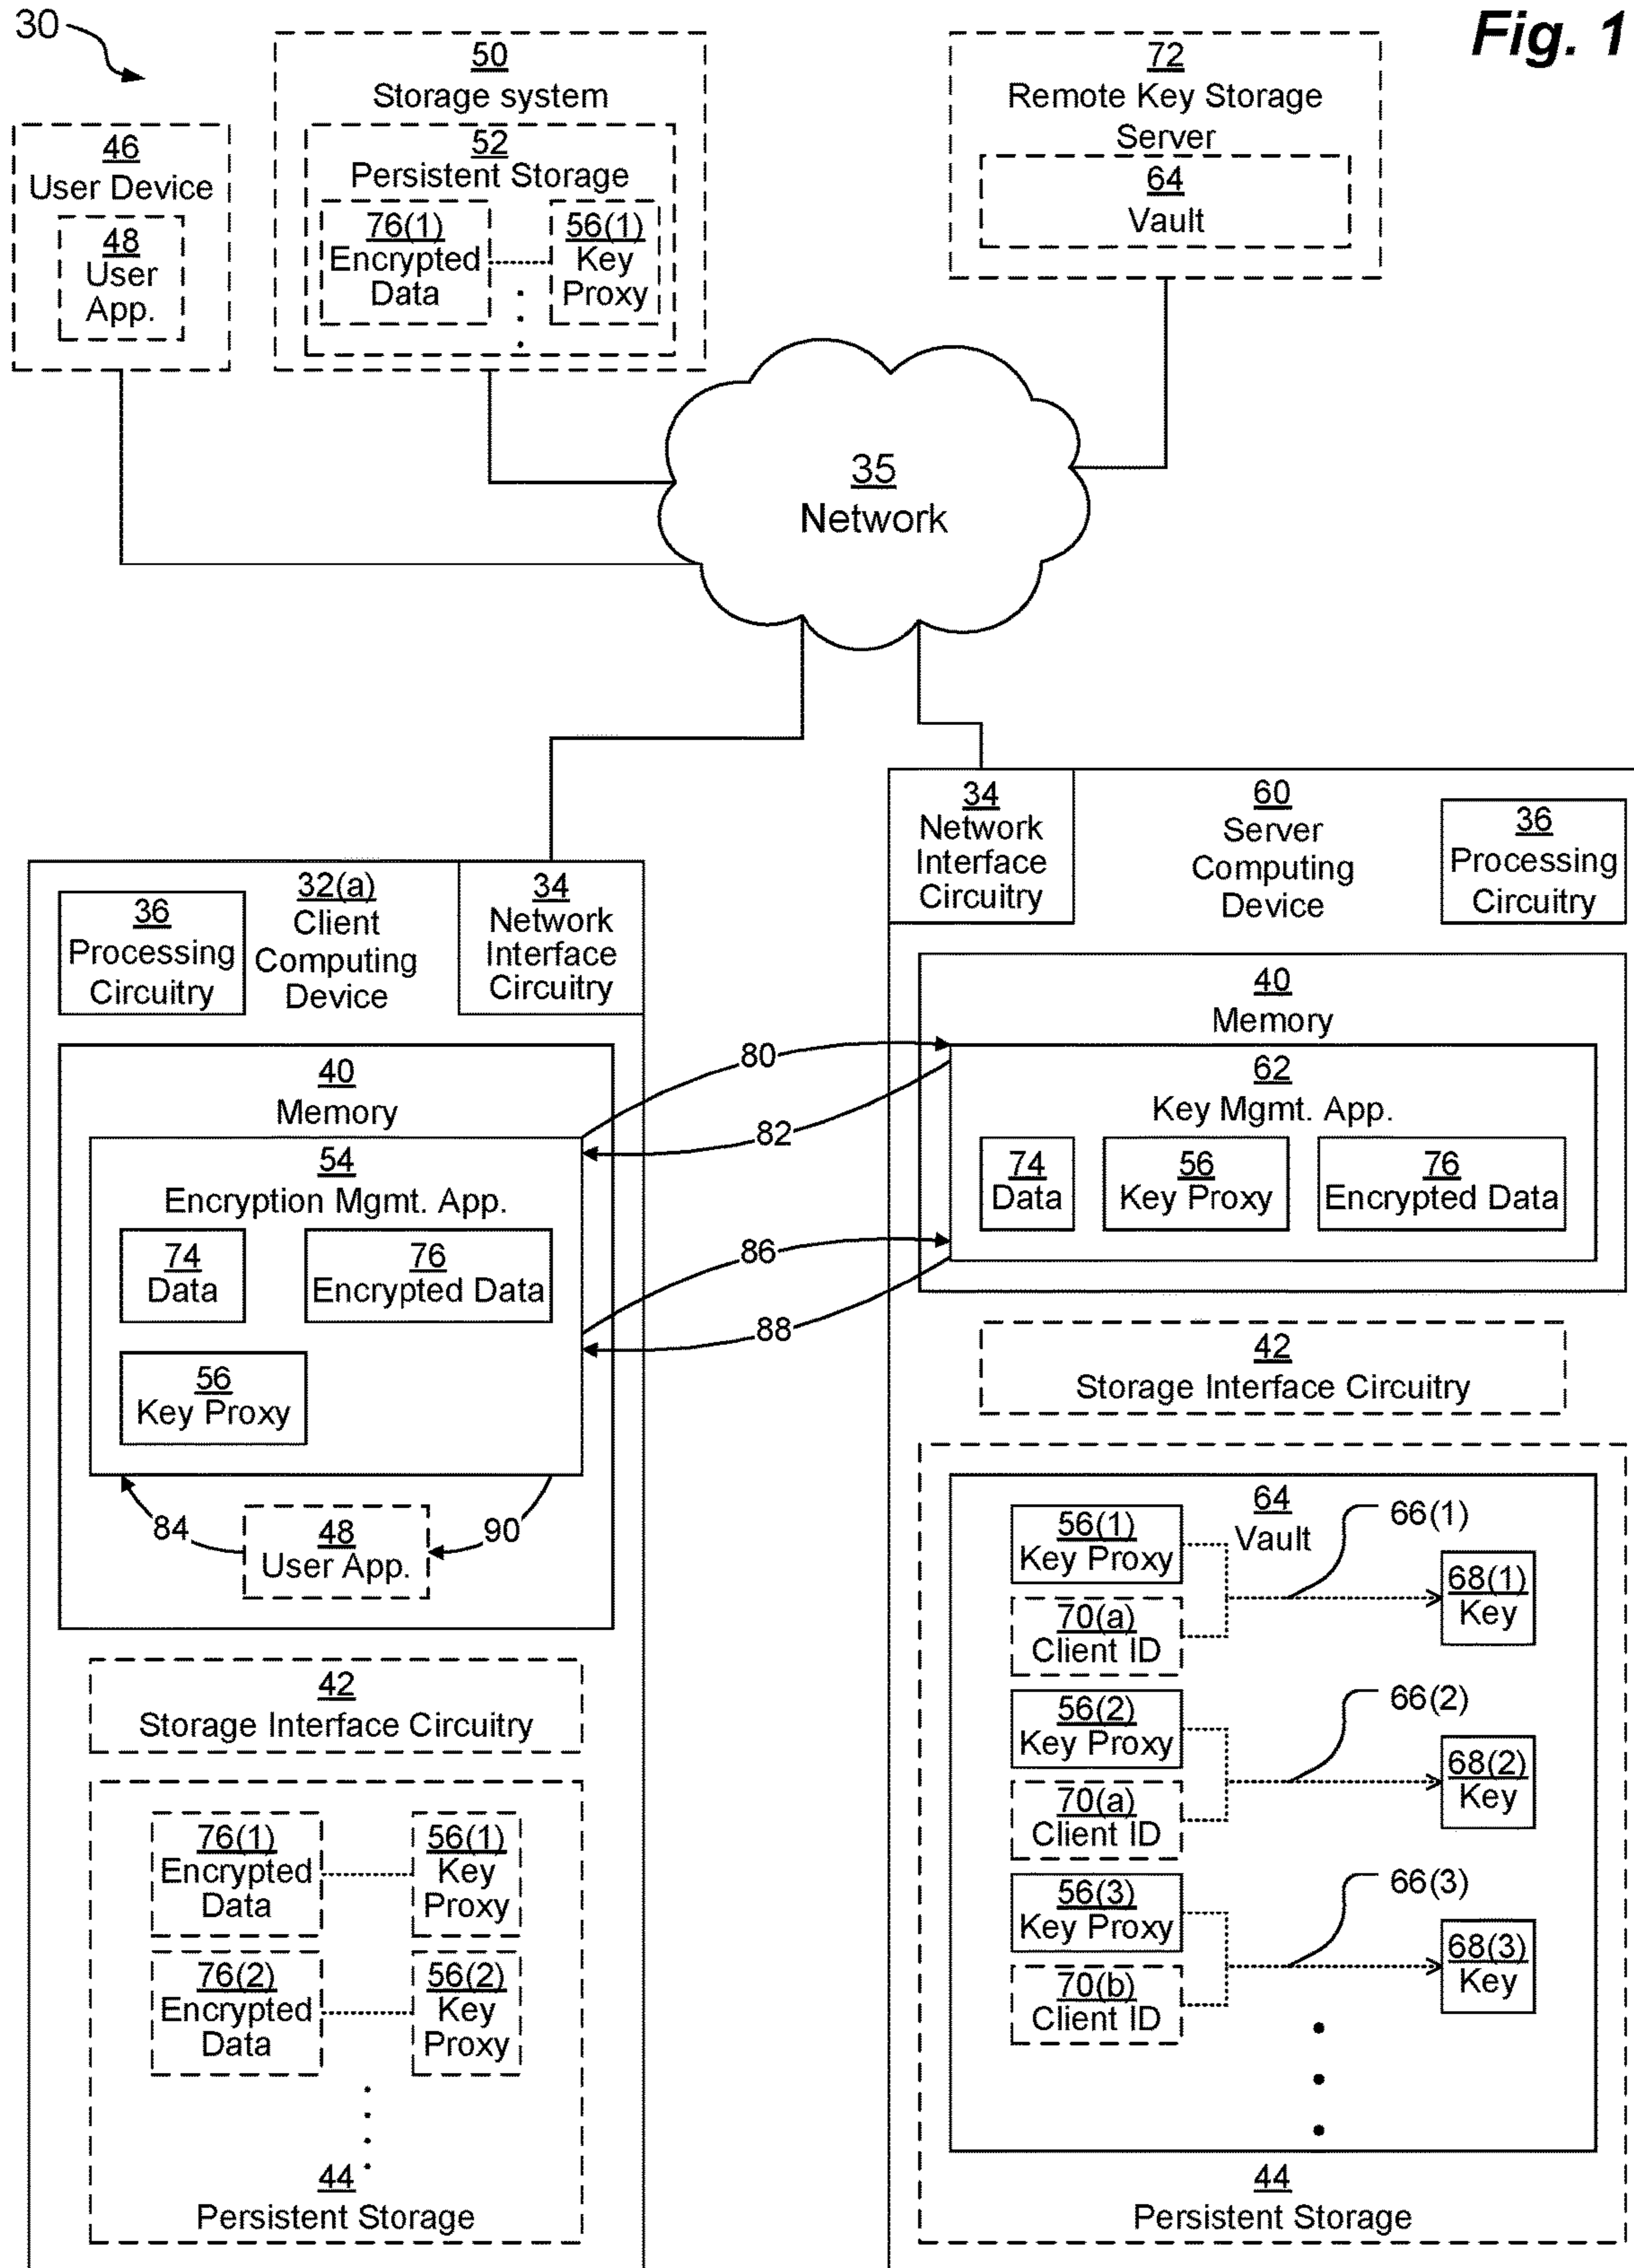 30
Fig. 1
50
Storage system
52
Persistent Storage
76(1)
Encrypted
Data
56(1)
Key
Proxy
72
Remote Key Storage
Server
64
Vault
46
User Device
48
User
App.
35
Network
34
Network
Interface
Circuitry
60
Server
Computing
Device
36
Processing
Circuitry
36
Processing
Circuitry
32(a)
Client
Computing
Device
34
Network
Interface
Circuitry
40
Memory
62
Key Mgmt. App.
74
Data
56
Key Proxy
76
Encrypted Data
80
82
86
88
40
Memory
54
Encryption Mgmt. App.
74
Data
76
Encrypted Data
56
Key Proxy
84
48
User App.
90
42
Storage Interface Circuitry
42
Storage Interface Circuitry
64
Vault
56(1)
Key Proxy
70(a)
Client ID
66(1)
68(1)
Key
56(2)
Key Proxy
70(a)
Client ID
66(2)
68(2)
Key
56(3)
Key Proxy
70(b)
Client ID
66(3)
68(3)
Key
44
Persistent Storage
76(1)
Encrypted
Data
56(1)
Key
Proxy
76(2)
Encrypted
Data
56(2)
Key
Proxy
44
Persistent Storage